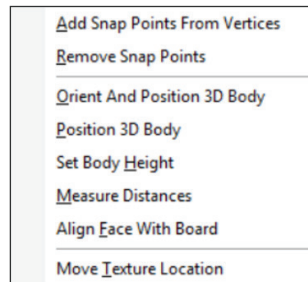 Add Snap Points From Vertices
Remove Snap Points
Orient And Position 3D Body
Position 3D Body
Set Body Height
Measure Distances
Align Face With Board
Move Texture Location